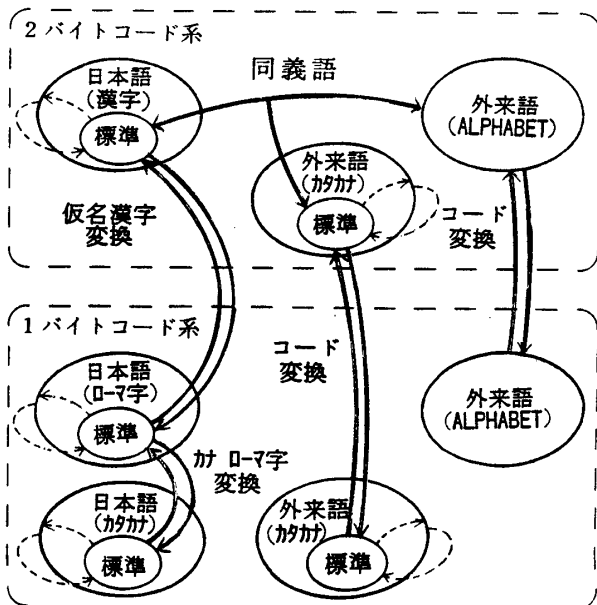 2バイトコード系
日本語
(漢字)
標準
同義語
外来語
(ALPHABET)
外来語
(カタカナ)
標準
仮名漢字
変換
コード
変換
1バイトコード系
日本語
(ローマ字)
標準
コード
変換
外来語
(ALPHABET)
カナ ローマ字
変換
日本語
(カタカナ)
標準
外来語
(カタカナ)
標準